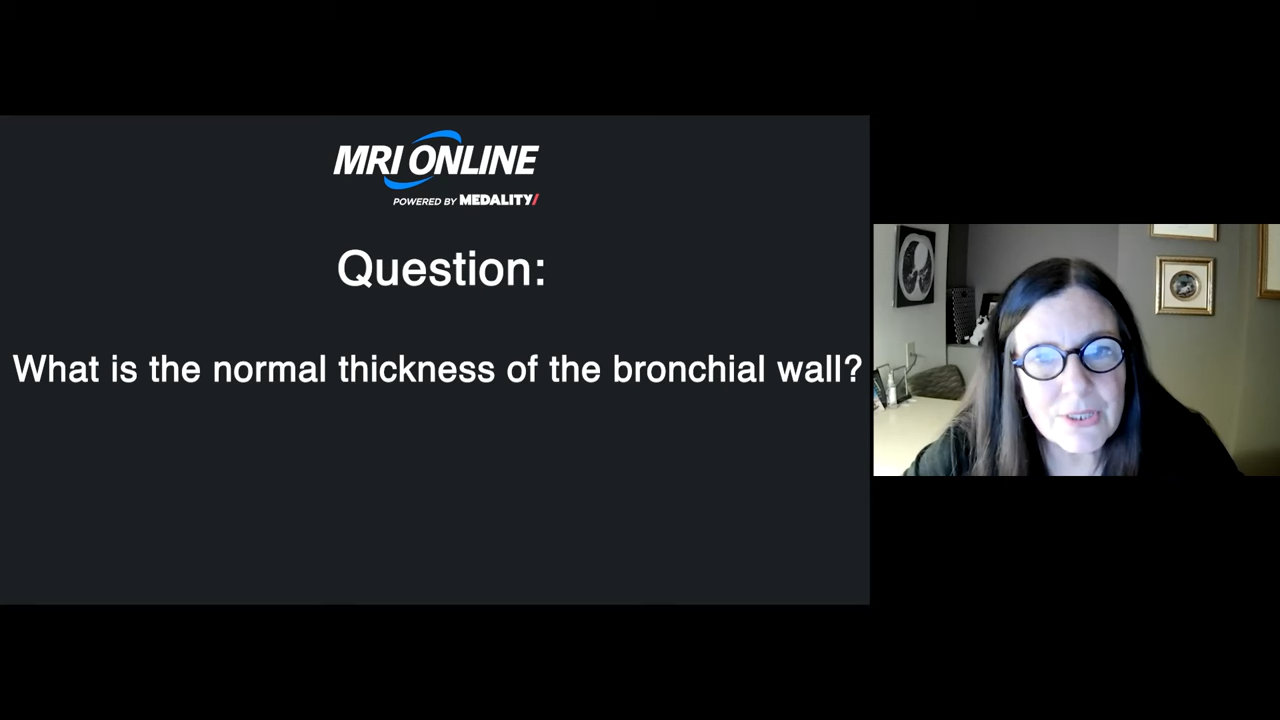 MRI ONLINE
POWERED BY MEDALITY/
Question:
What is the normal thickness of the bronchial wall?